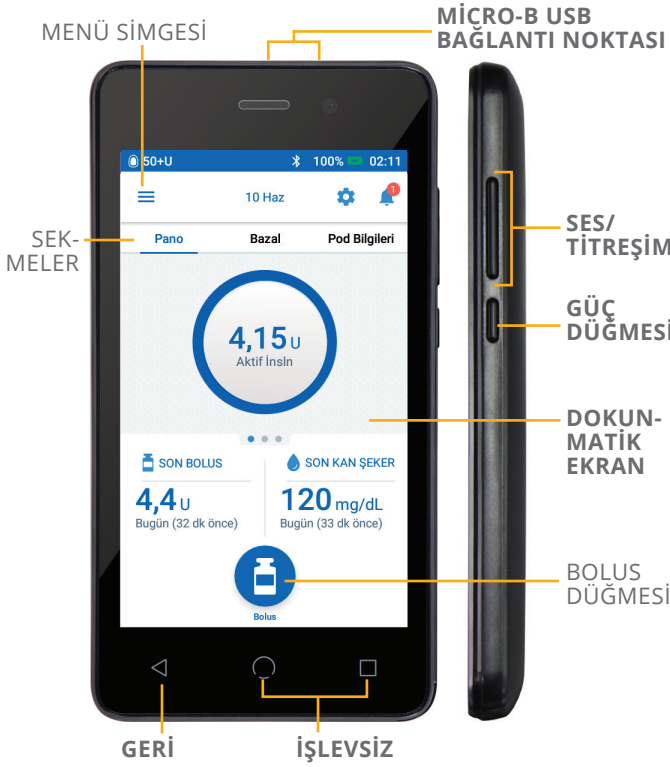 MENÜ SİMGESİ
MİCRO-B USB
BAĞLANTI NOKTASI
50+U
100%
02:11
10 Haz
1
SEK-
MELER
Pano
Bazal
Pod Bilgileri
SES/
TİTREŞİM
4,15 U
Aktif İnsln
GÜÇ
DÜĞMESİ
DOKUN-
MATİK
EKRAN
SON BOLUS
SON KAN ŞEKER
4,4 U
120 mg/dL
Bugün (32 dk önce)
Bugün (33 dk önce)
BOLUS
DÜĞMESİ
Bolus
GERİ
İŞLEVSİZ